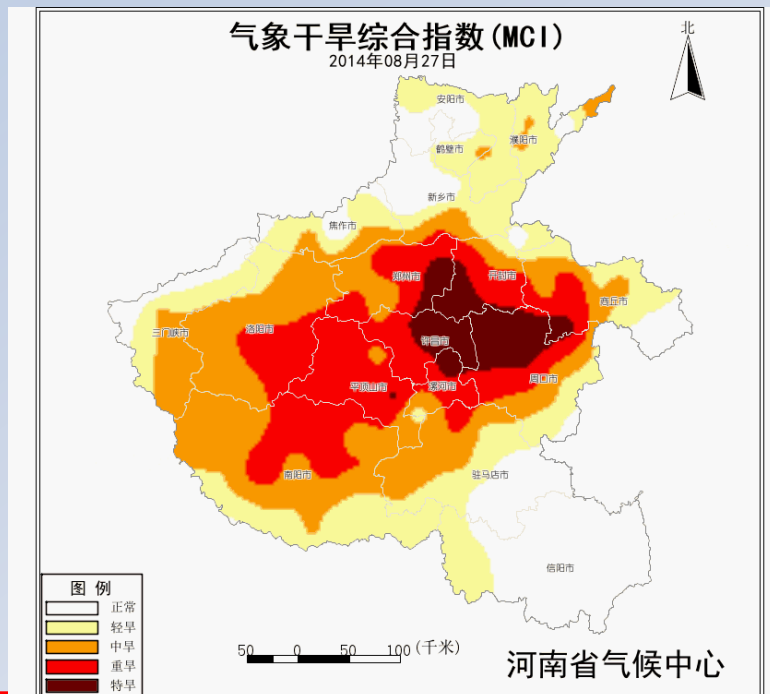 气象干旱综合指数(MCI)
2014年08月27日
北
安阳市
濮阳市
鹤壁市
新乡市
焦作市
郑州市
开封市
商丘市
三门峡市
洛阳市
许昌市
平顶山市
漯河市
周口市
南阳市
驻马店市
信阳市
图 例
正常
轻旱
中旱
重旱
特旱
50 0 50 100(千米)
河南省气候中心